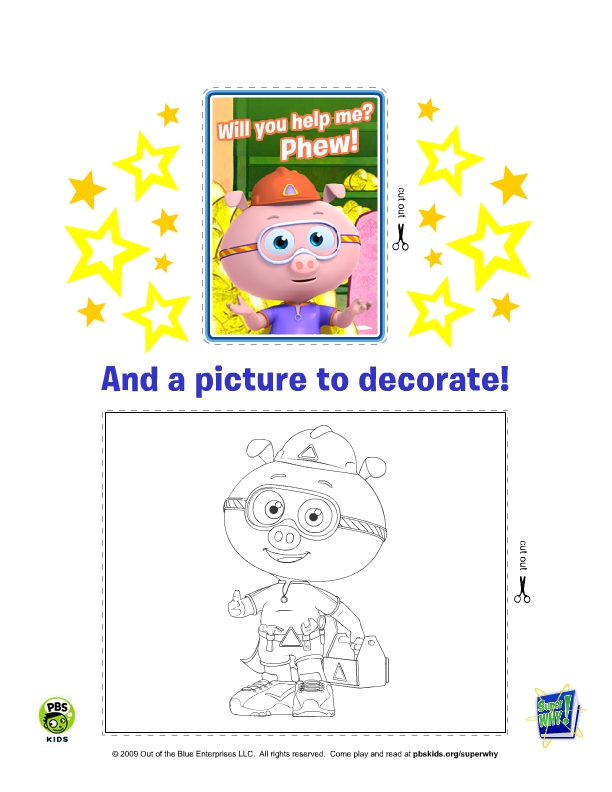 Will you help me?
Phew!
cut out
And a picture to decorate!
cut out
PBS
KIDS
SUPER
WHY!
© 2009 Out of the Blue Enterprises LLC. All rights reserved. Come play and read at pbskids.org/superwhy